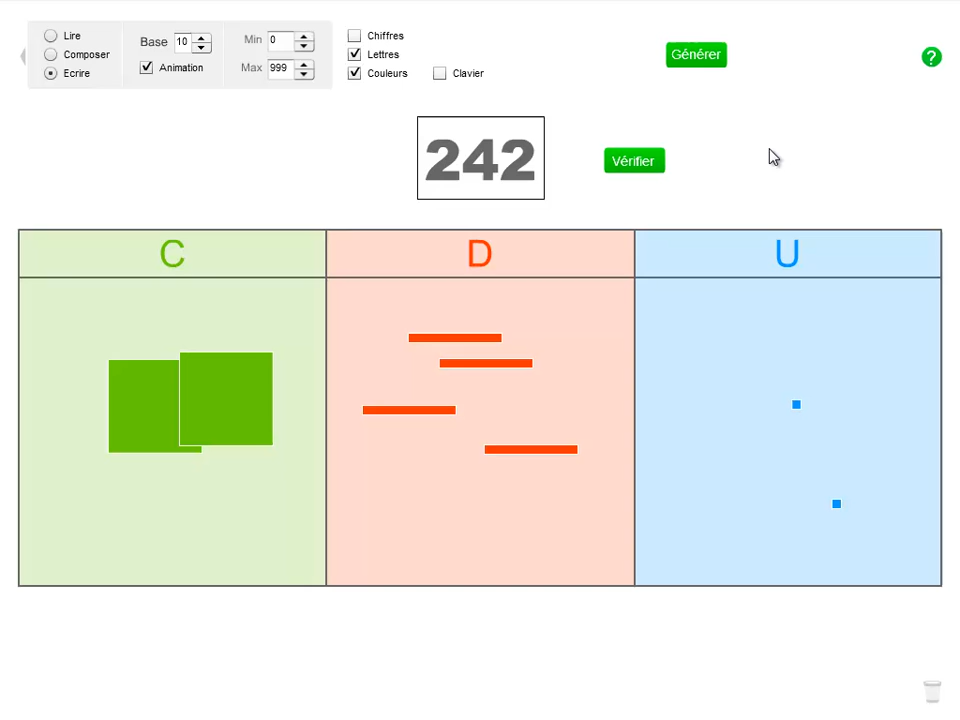 Lire
Composer
Ecrire
Base 10
Animation
Min 0
Max 999
Chiffres
Lettres
Couleurs
Clavier
Générer
?
242
Vérifier
C D U